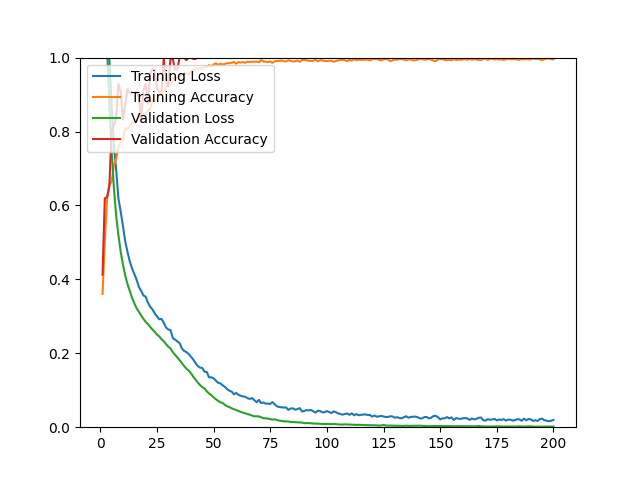 1.0
0.8
0.6
0.4
0.2
0.0
Training Loss
Training Accuracy
Validation Loss
Validation Accuracy
0 25 50 75 100 125 150 175 200